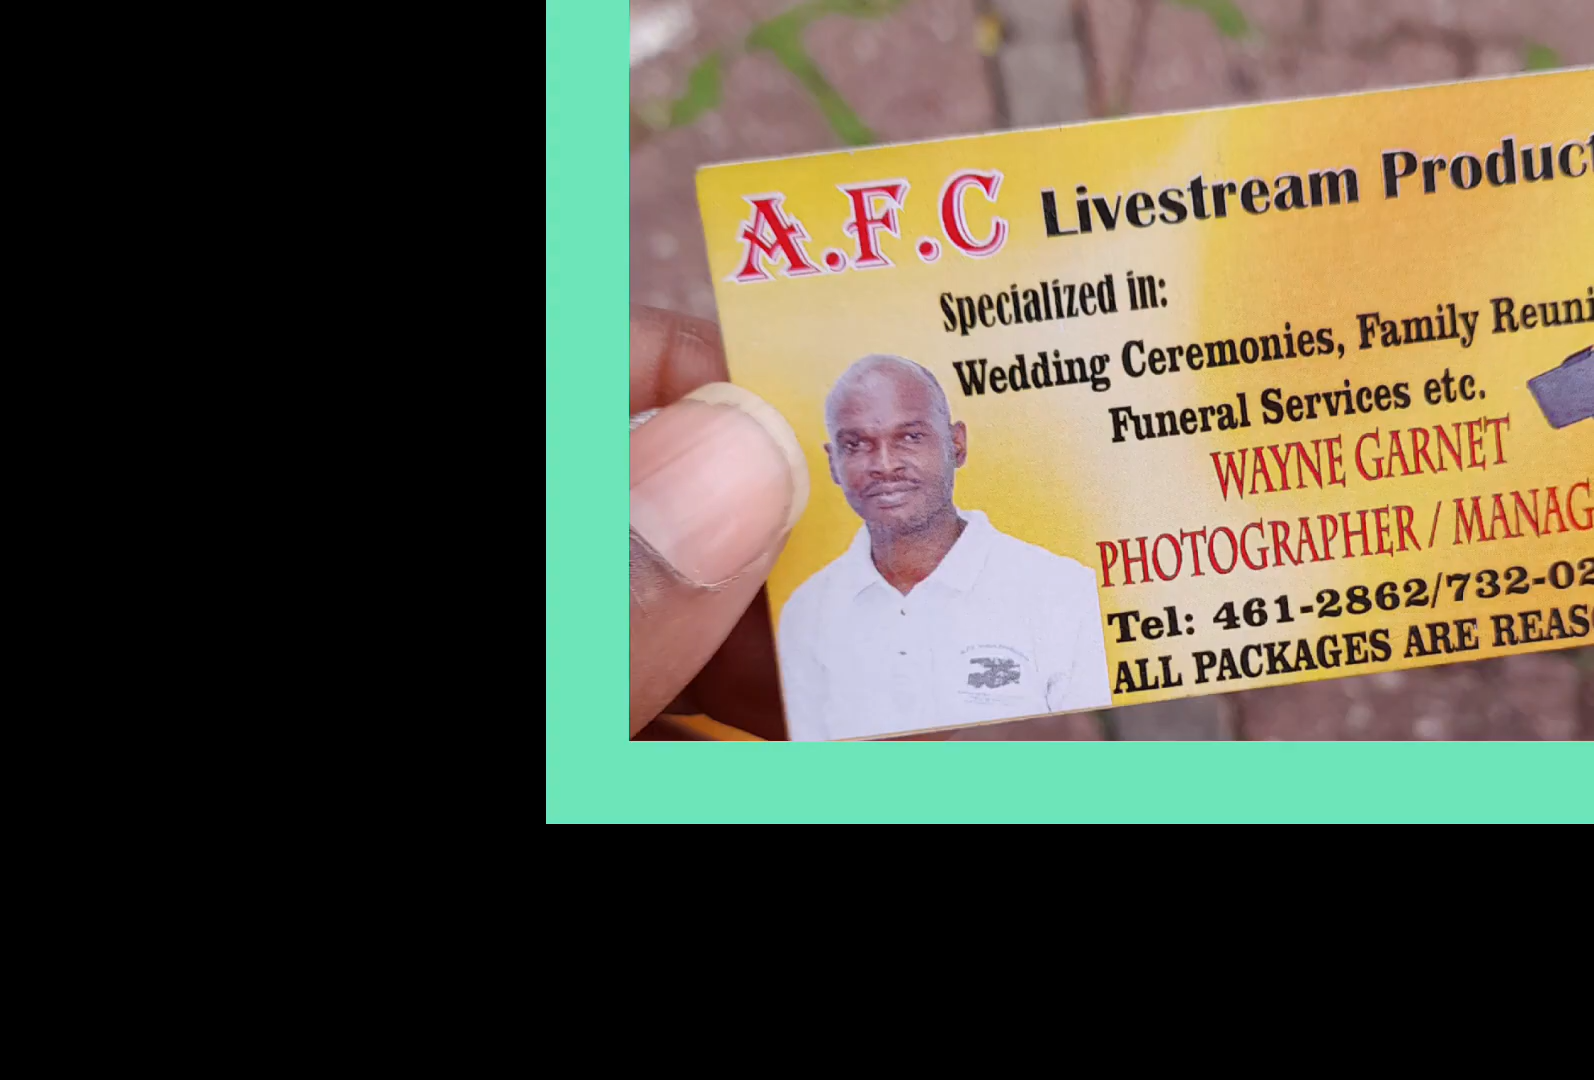 A.F.C Livestream Product
Specialized in:
Wedding Ceremonies, Family Reuni
Funeral Services etc.
WAYNE GARNET
PHOTOGRAPHER / MANAG
Tel: 461-2862/732-02
ALL PACKAGES ARE REAS